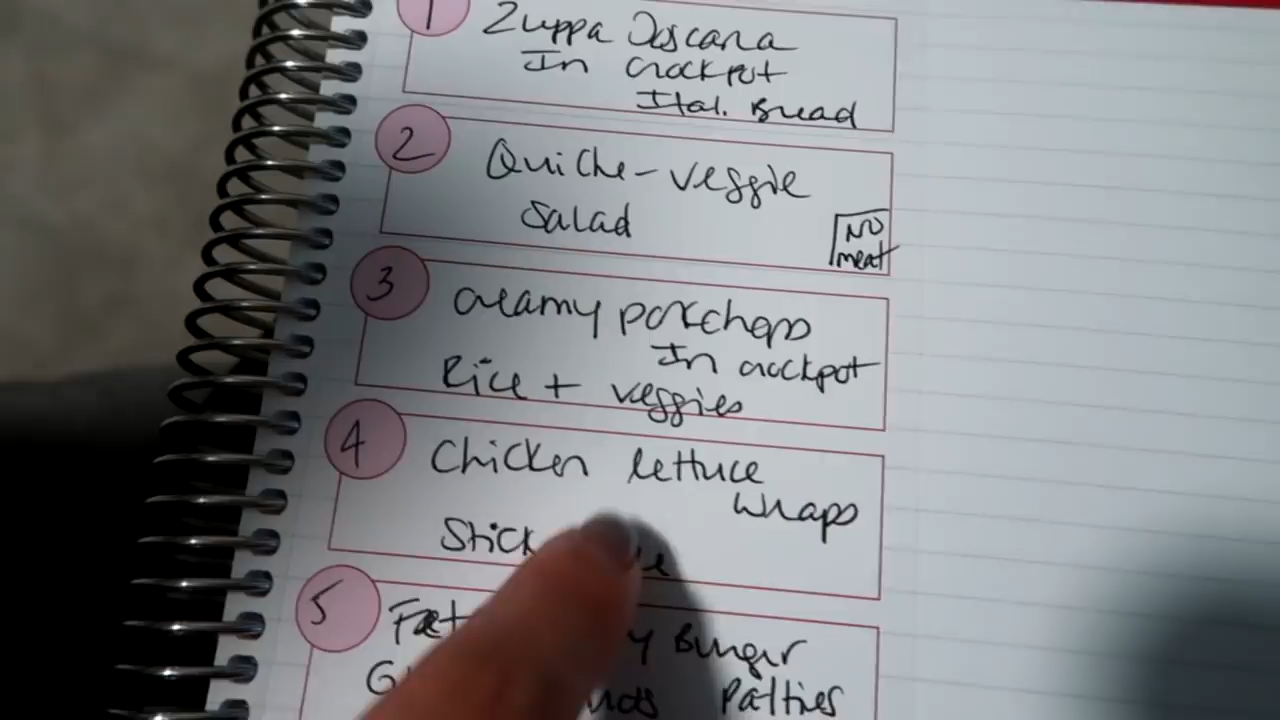 1
Zuppa Toscana
In crockpot
Ital. Bread
2
Quiche - veggie
Salad
NO
meat
3
creamy porkchops
In crockpot
Rice + veggies
4
Chicken lettuce
wraps
5
Burger
Patties